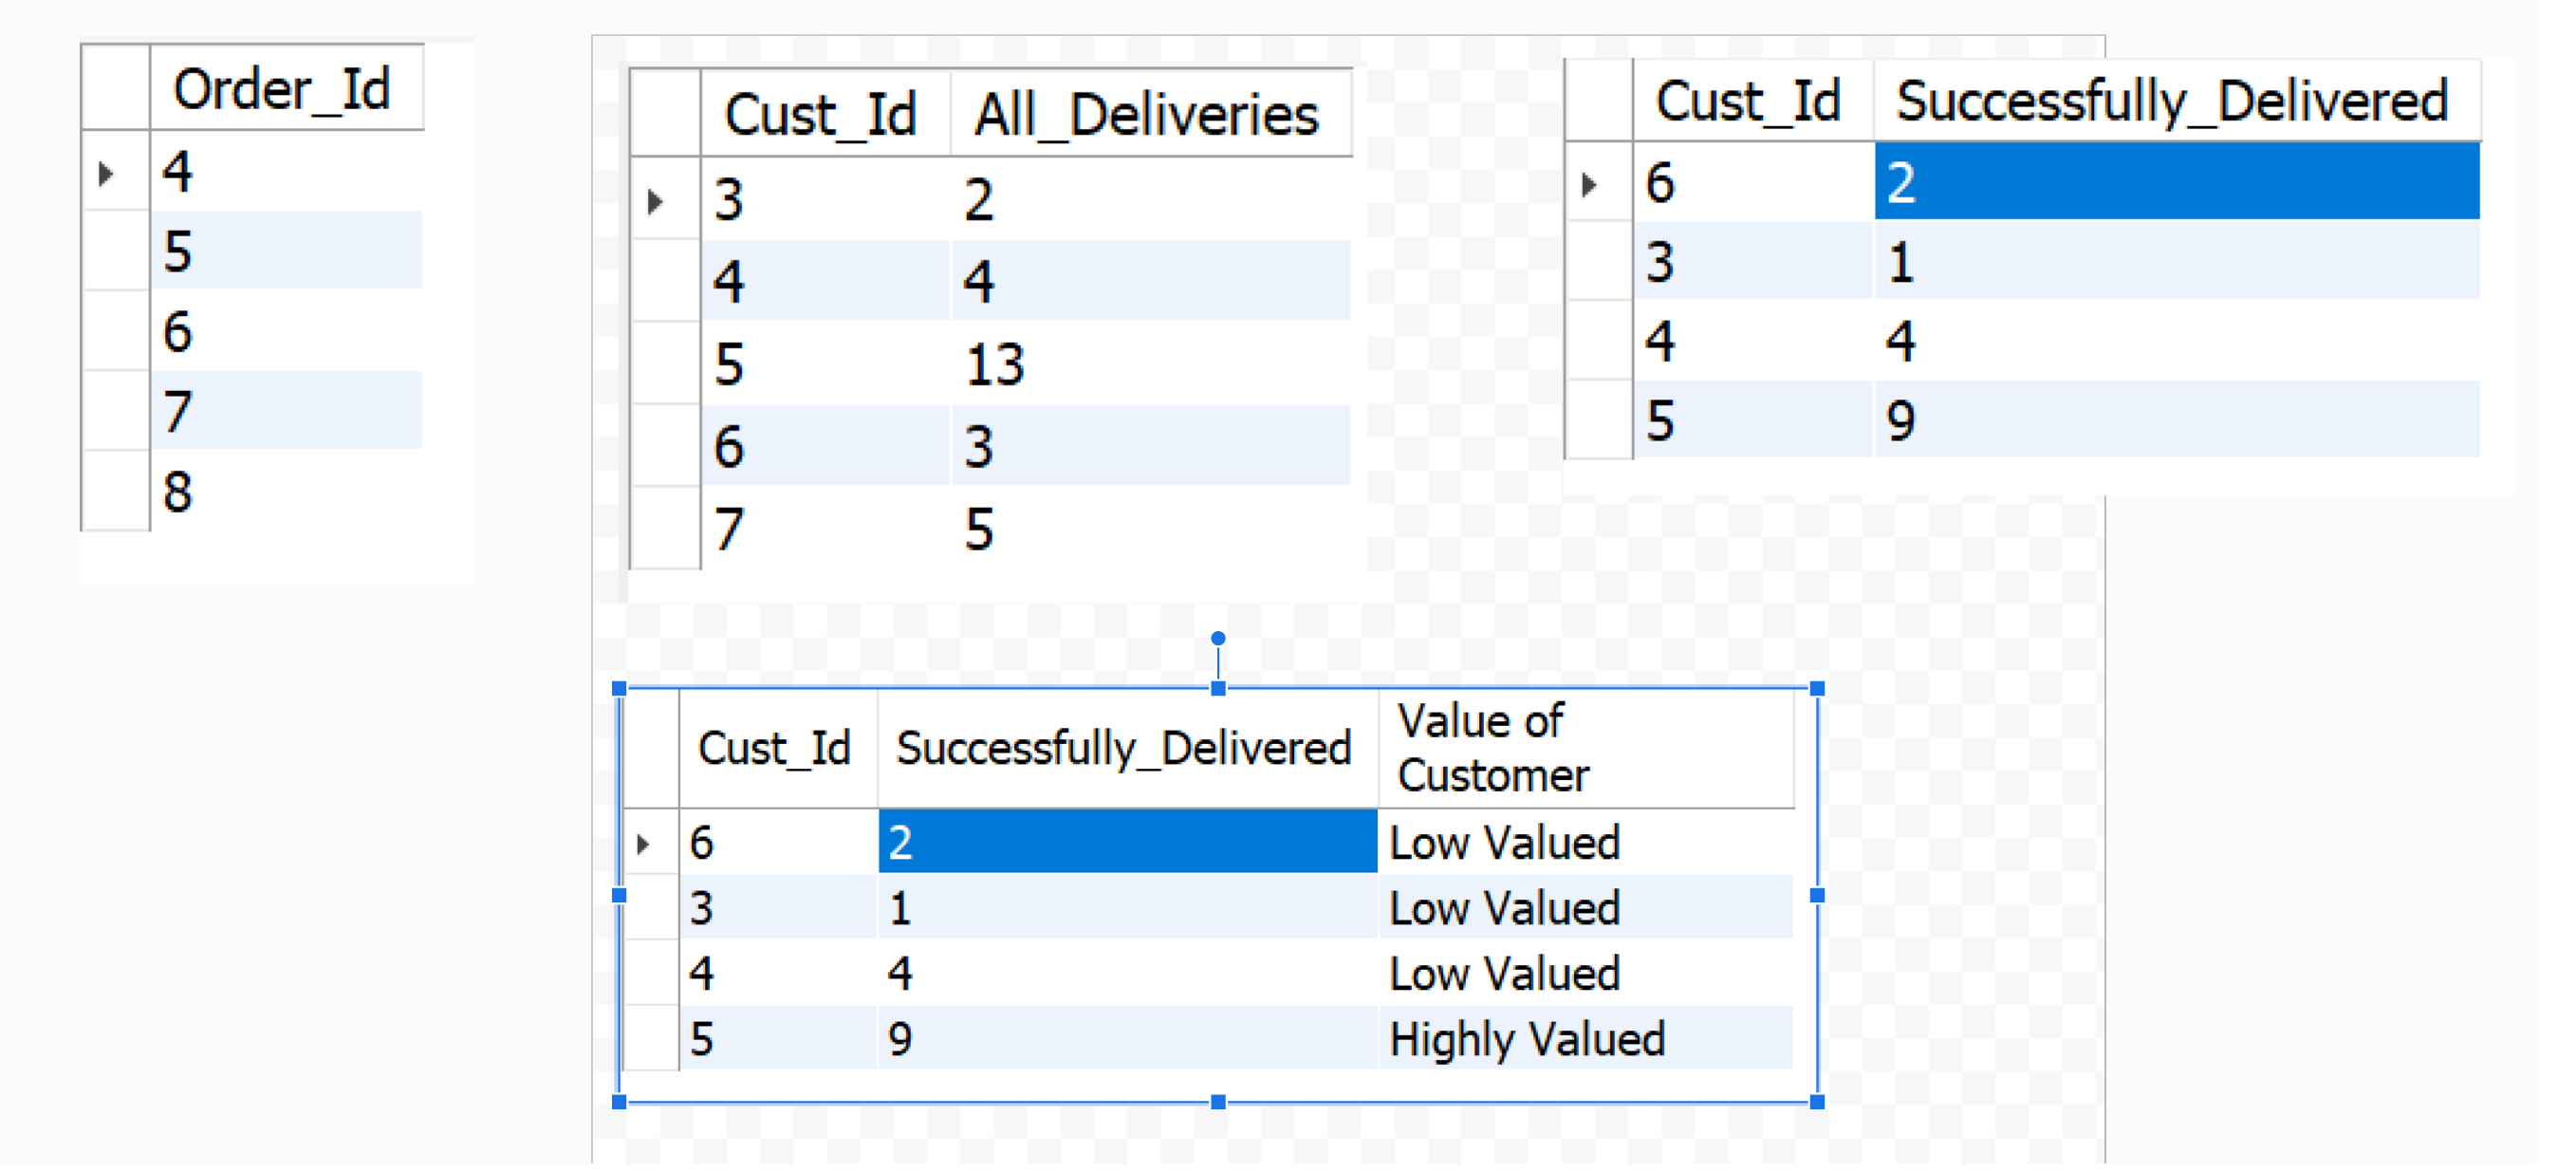 Order_Id
4
5
6
7
8
Cust_Id All_Deliveries
3 2
4 4
5 13
6 3
7 5
Cust_Id Successfully_Delivered
6 2
3 1
4 4
5 9
Cust_Id Successfully_Delivered Value of
Customer
6 2 Low Valued
3 1 Low Valued
4 4 Low Valued
5 9 Highly Valued